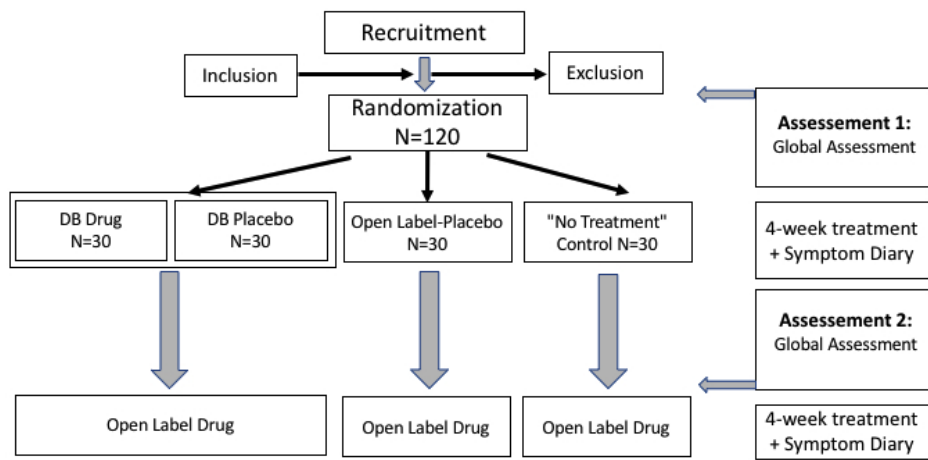 Recruitment
Inclusion
Exclusion
Randomization
N=120
DB Drug
N=30
DB Placebo
N=30
Open Label-Placebo
N=30
"No Treatment"
Control N=30
Open Label Drug
Open Label Drug
Open Label Drug
Assessement 1:
Global Assessment
4-week treatment
+ Symptom Diary
Assessement 2:
Global Assessment
4-week treatment
+ Symptom Diary